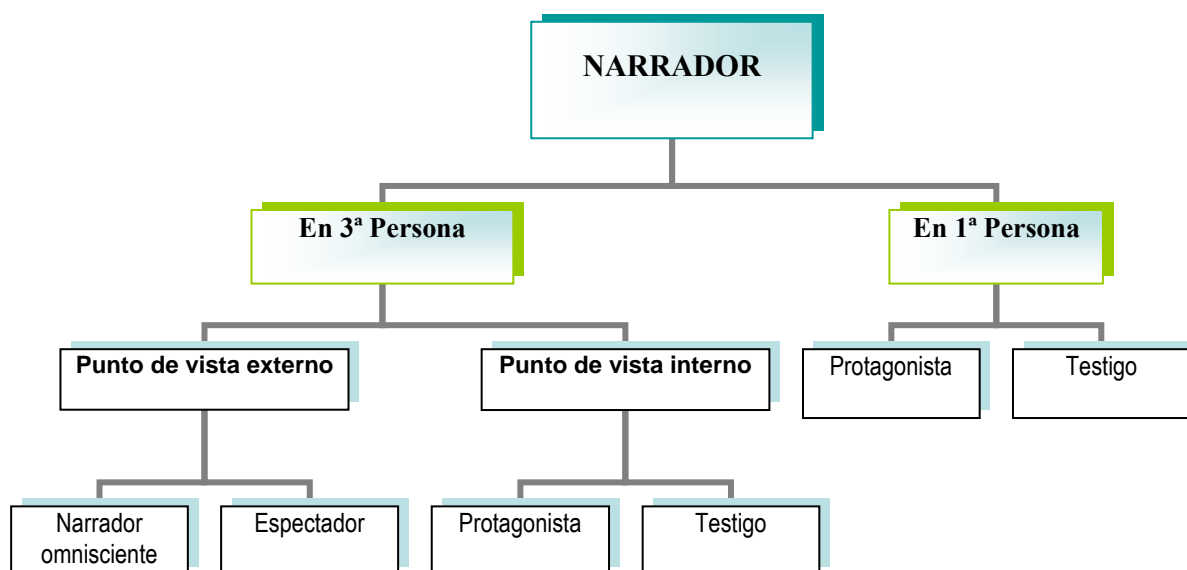 NARRADOR
En 3ª Persona
En 1ª Persona
Punto de vista externo
Punto de vista interno
Protagonista
Testigo
Narrador
omnisciente
Espectador
Protagonista
Testigo